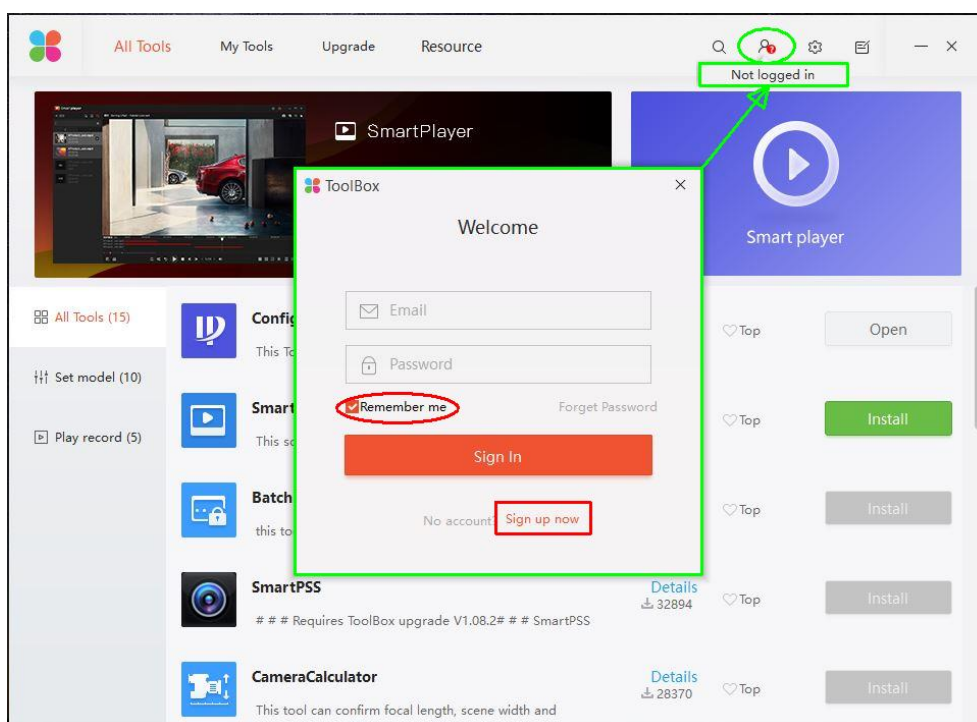 All Tools My Tools Upgrade Resource
Not logged in
SmartPlayer
Smart player
ToolBox
Welcome
Email
Password
Remember me Forget Password
Sign In
No account? Sign up now
All Tools (15)
Set model (10)
Play record (5)
Config
This To
Top Open
Smart
This so
Top Install
Batch
this to
Top Install
SmartPSS Details
32894 Top Install
# # # Requires ToolBox upgrade V1.08.2# # # SmartPSS
CameraCalculator Details
28370 Top Install
This tool can confirm focal length, scene width and